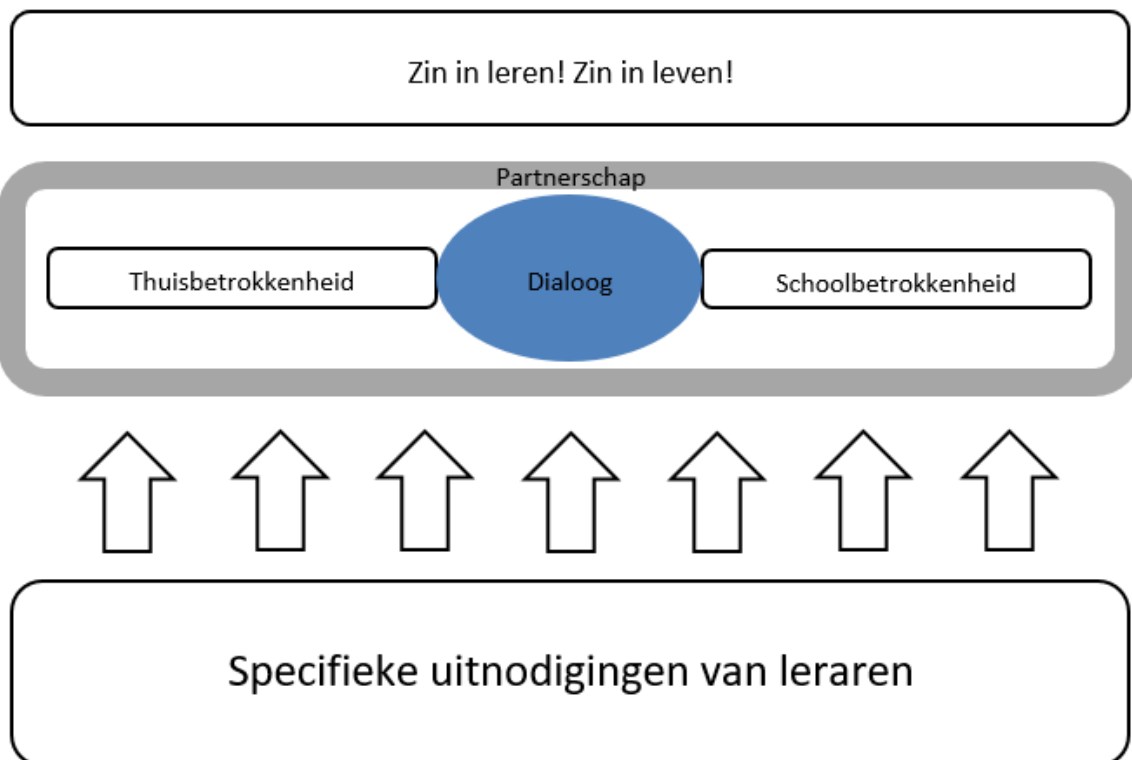 Zin in leren! Zin in leven!
Partnerschap
Thuisbetrokkenheid
Dialoog
Schoolbetrokkenheid
Specifieke uitnodigingen van leraren